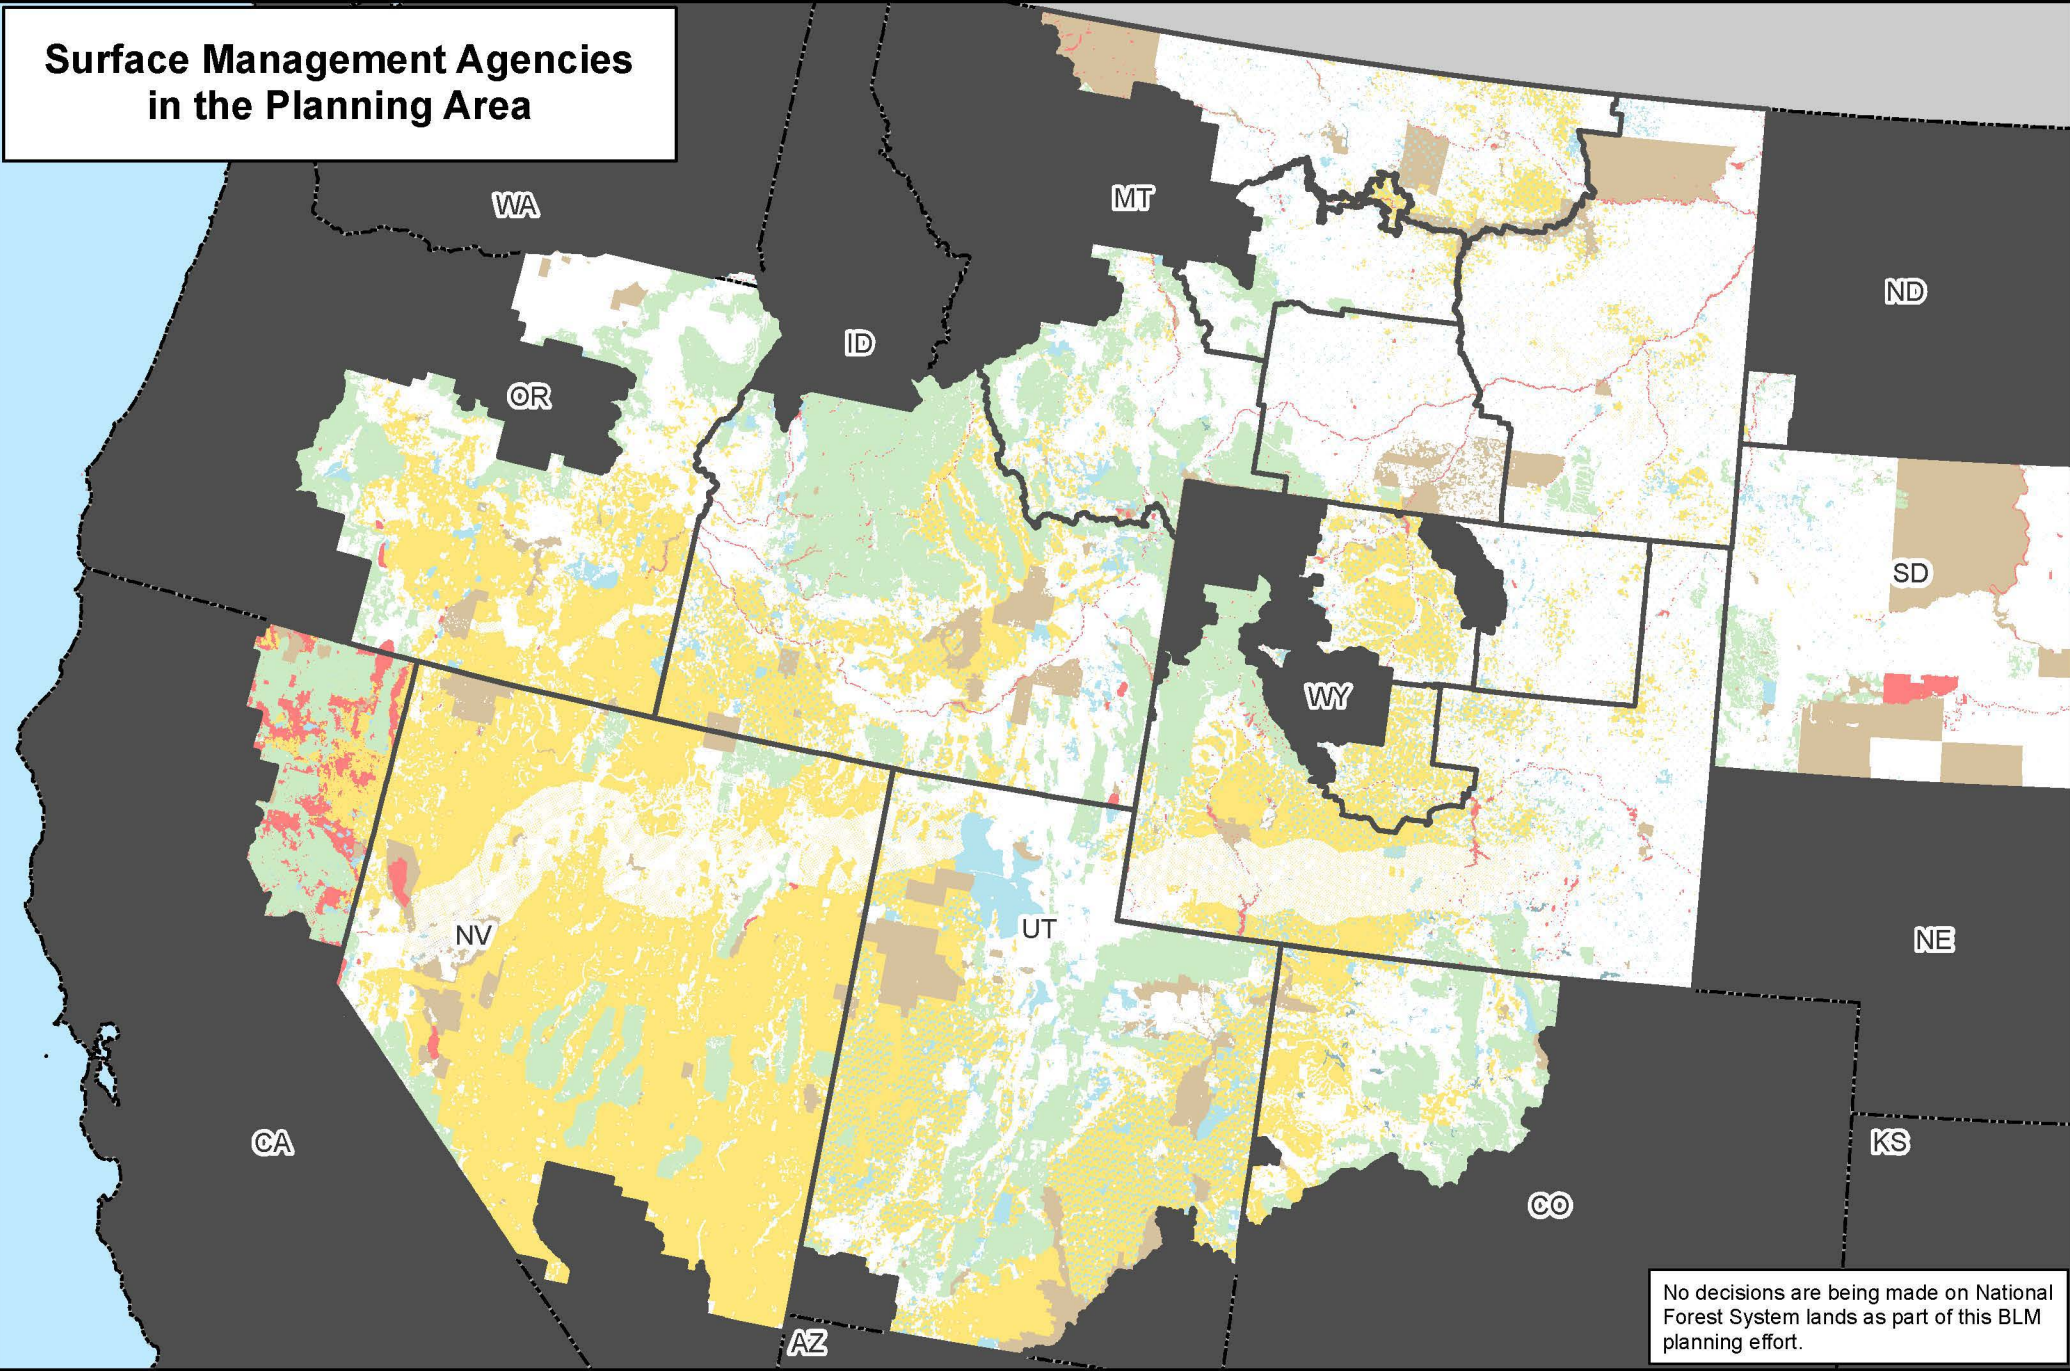 Surface Management Agencies
in the Planning Area
WA
MT
ND
ID
OR
SD
WY
NV
UT
NE
CA
KS
CO
AZ
No decisions are being made on National
Forest System lands as part of this BLM
planning effort.